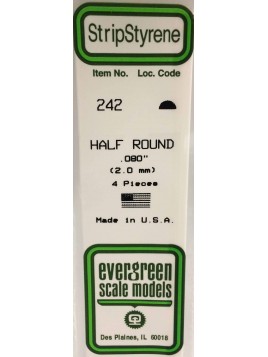 StripStyrene
Item No. Loc. Code
242
HALF ROUND
.080"
(2.0 mm)
4 Pieces
Made in U.S.A.
evergreen
scale models
Des Plaines, IL 60018